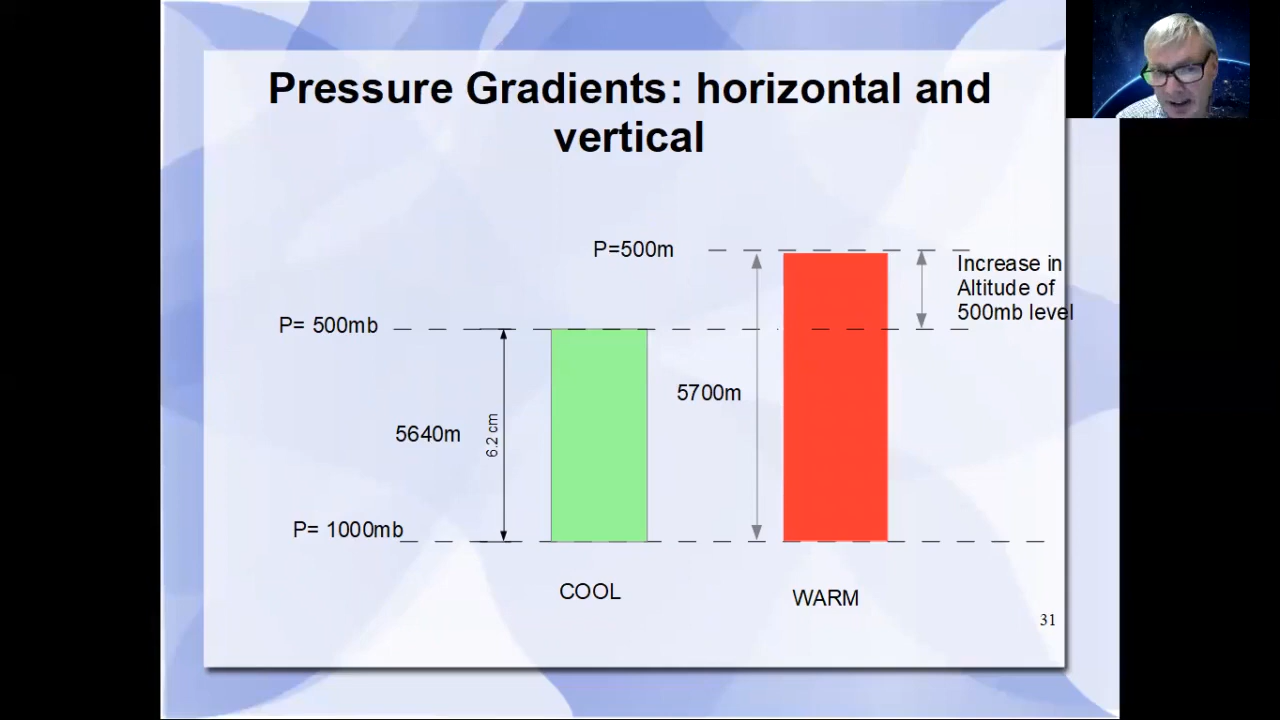 Pressure Gradients: horizontal and
vertical
P=500m
Increase in
Altitude of
500mb level
P= 500mb
5700m
5640m
6.2 cm
P= 1000mb
COOL
WARM
31